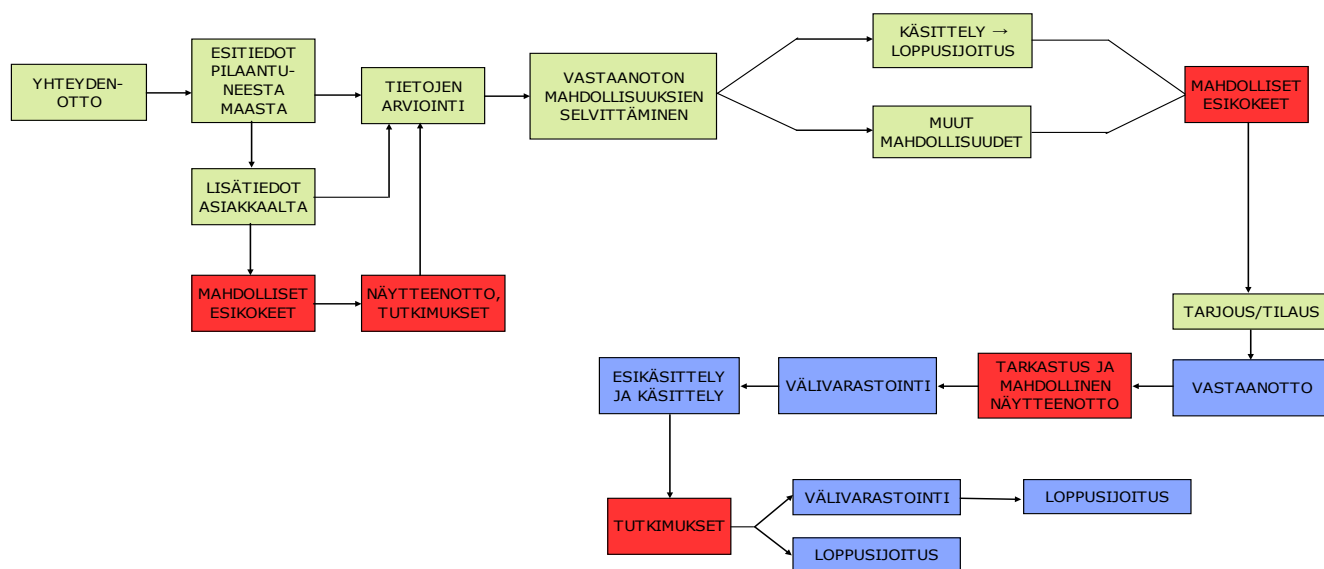 YHTEYDEN-
OTTO
ESITIEDOT
PILAANTU-
NEESTA
MAASTA
TIETOJEN
ARVIOINTI
VASTAANOTON
MAHDOLLISUUKSIEN
SELVITTÄMINEN
KÄSITTELY →
LOPPUSIJOITUS
MUUT
MAHDOLLISUUDET
MAHDOLLISET
ESIKOKEET
LISÄTIEDOT
ASIAKKAALTA
MAHDOLLISET
ESIKOKEET
NÄYTTEENOTTO,
TUTKIMUKSET
TARJOUS/TILAUS
VASTAANOTTO
TARKASTUS JA
MAHDOLLINEN
NÄYTTEENOTTO
VÄLIVARASTOINTI
ESIKÄSITTELY
JA KÄSITTELY
TUTKIMUKSET
VÄLIVARASTOINTI
LOPPUSIJOITUS
LOPPUSIJOITUS